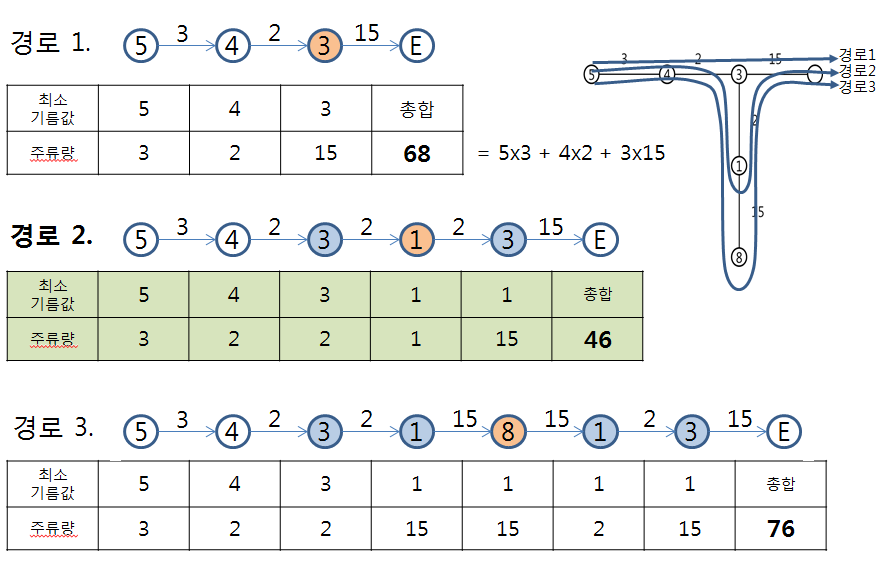 경로 1.
5 3 4 2 3 15 E
최소 기름값 5 4 3 총합
주류량 3 2 15 68 = 5x3 + 4x2 + 3x15
3 2 15 경로1
5 4 3 경로2
경로3
2
1
15
8
경로 2.
5 3 4 2 3 2 1 2 3 15 E
최소 기름값 5 4 3 1 1 총합
주류량 3 2 2 1 15 46
경로 3.
5 3 4 2 3 2 1 15 8 15 1 2 3 15 E
최소 기름값 5 4 3 1 1 1 1 총합
주류량 3 2 2 15 15 2 15 76